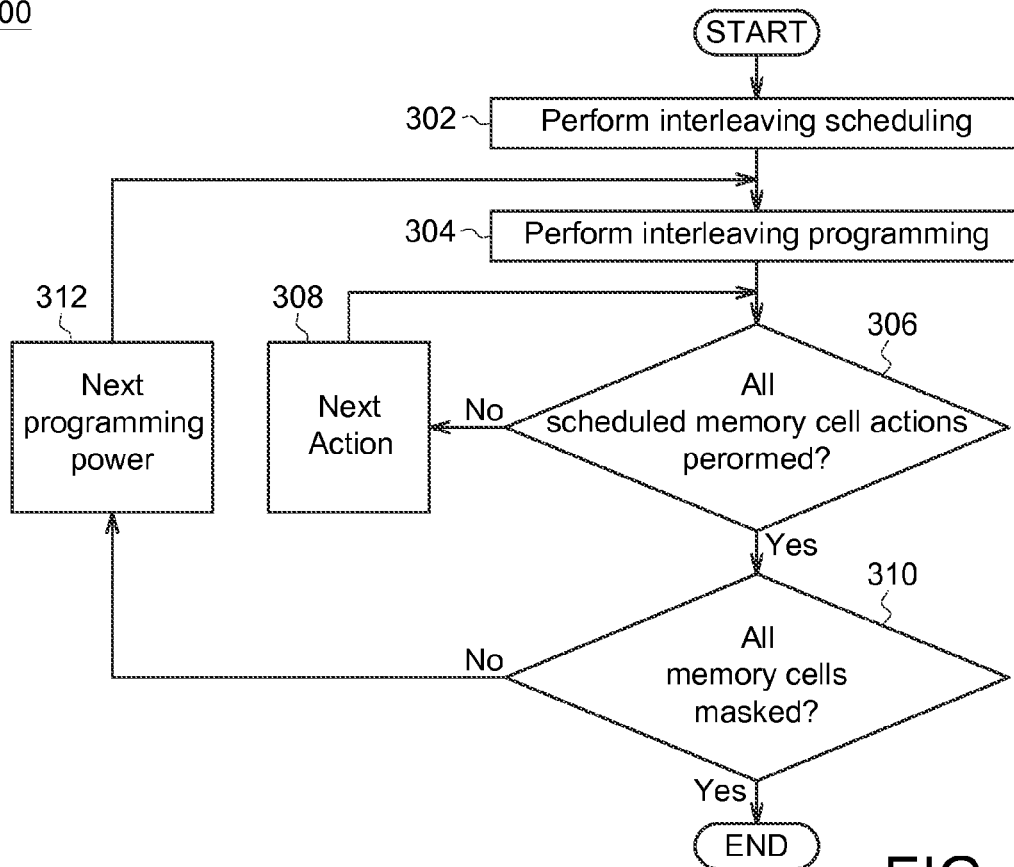 00
START
302
Perform interleaving scheduling
304
Perform interleaving programming
312
308
306
Next
programming
power
Next
Action
No
All
scheduled memory cell actions
perormed?
Yes
310
No
All
memory cells
masked?
Yes
END
FIG